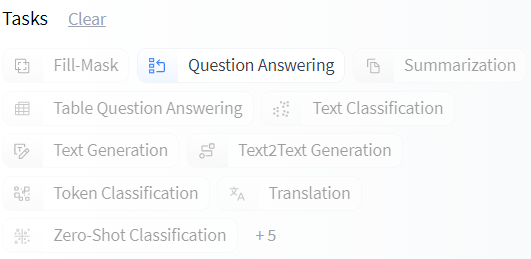 Tasks Clear
Fill-Mask Question Answering Summarization
Table Question Answering Text Classification
Text Generation Text2Text Generation
Token Classification Translation
Zero-Shot Classification + 5